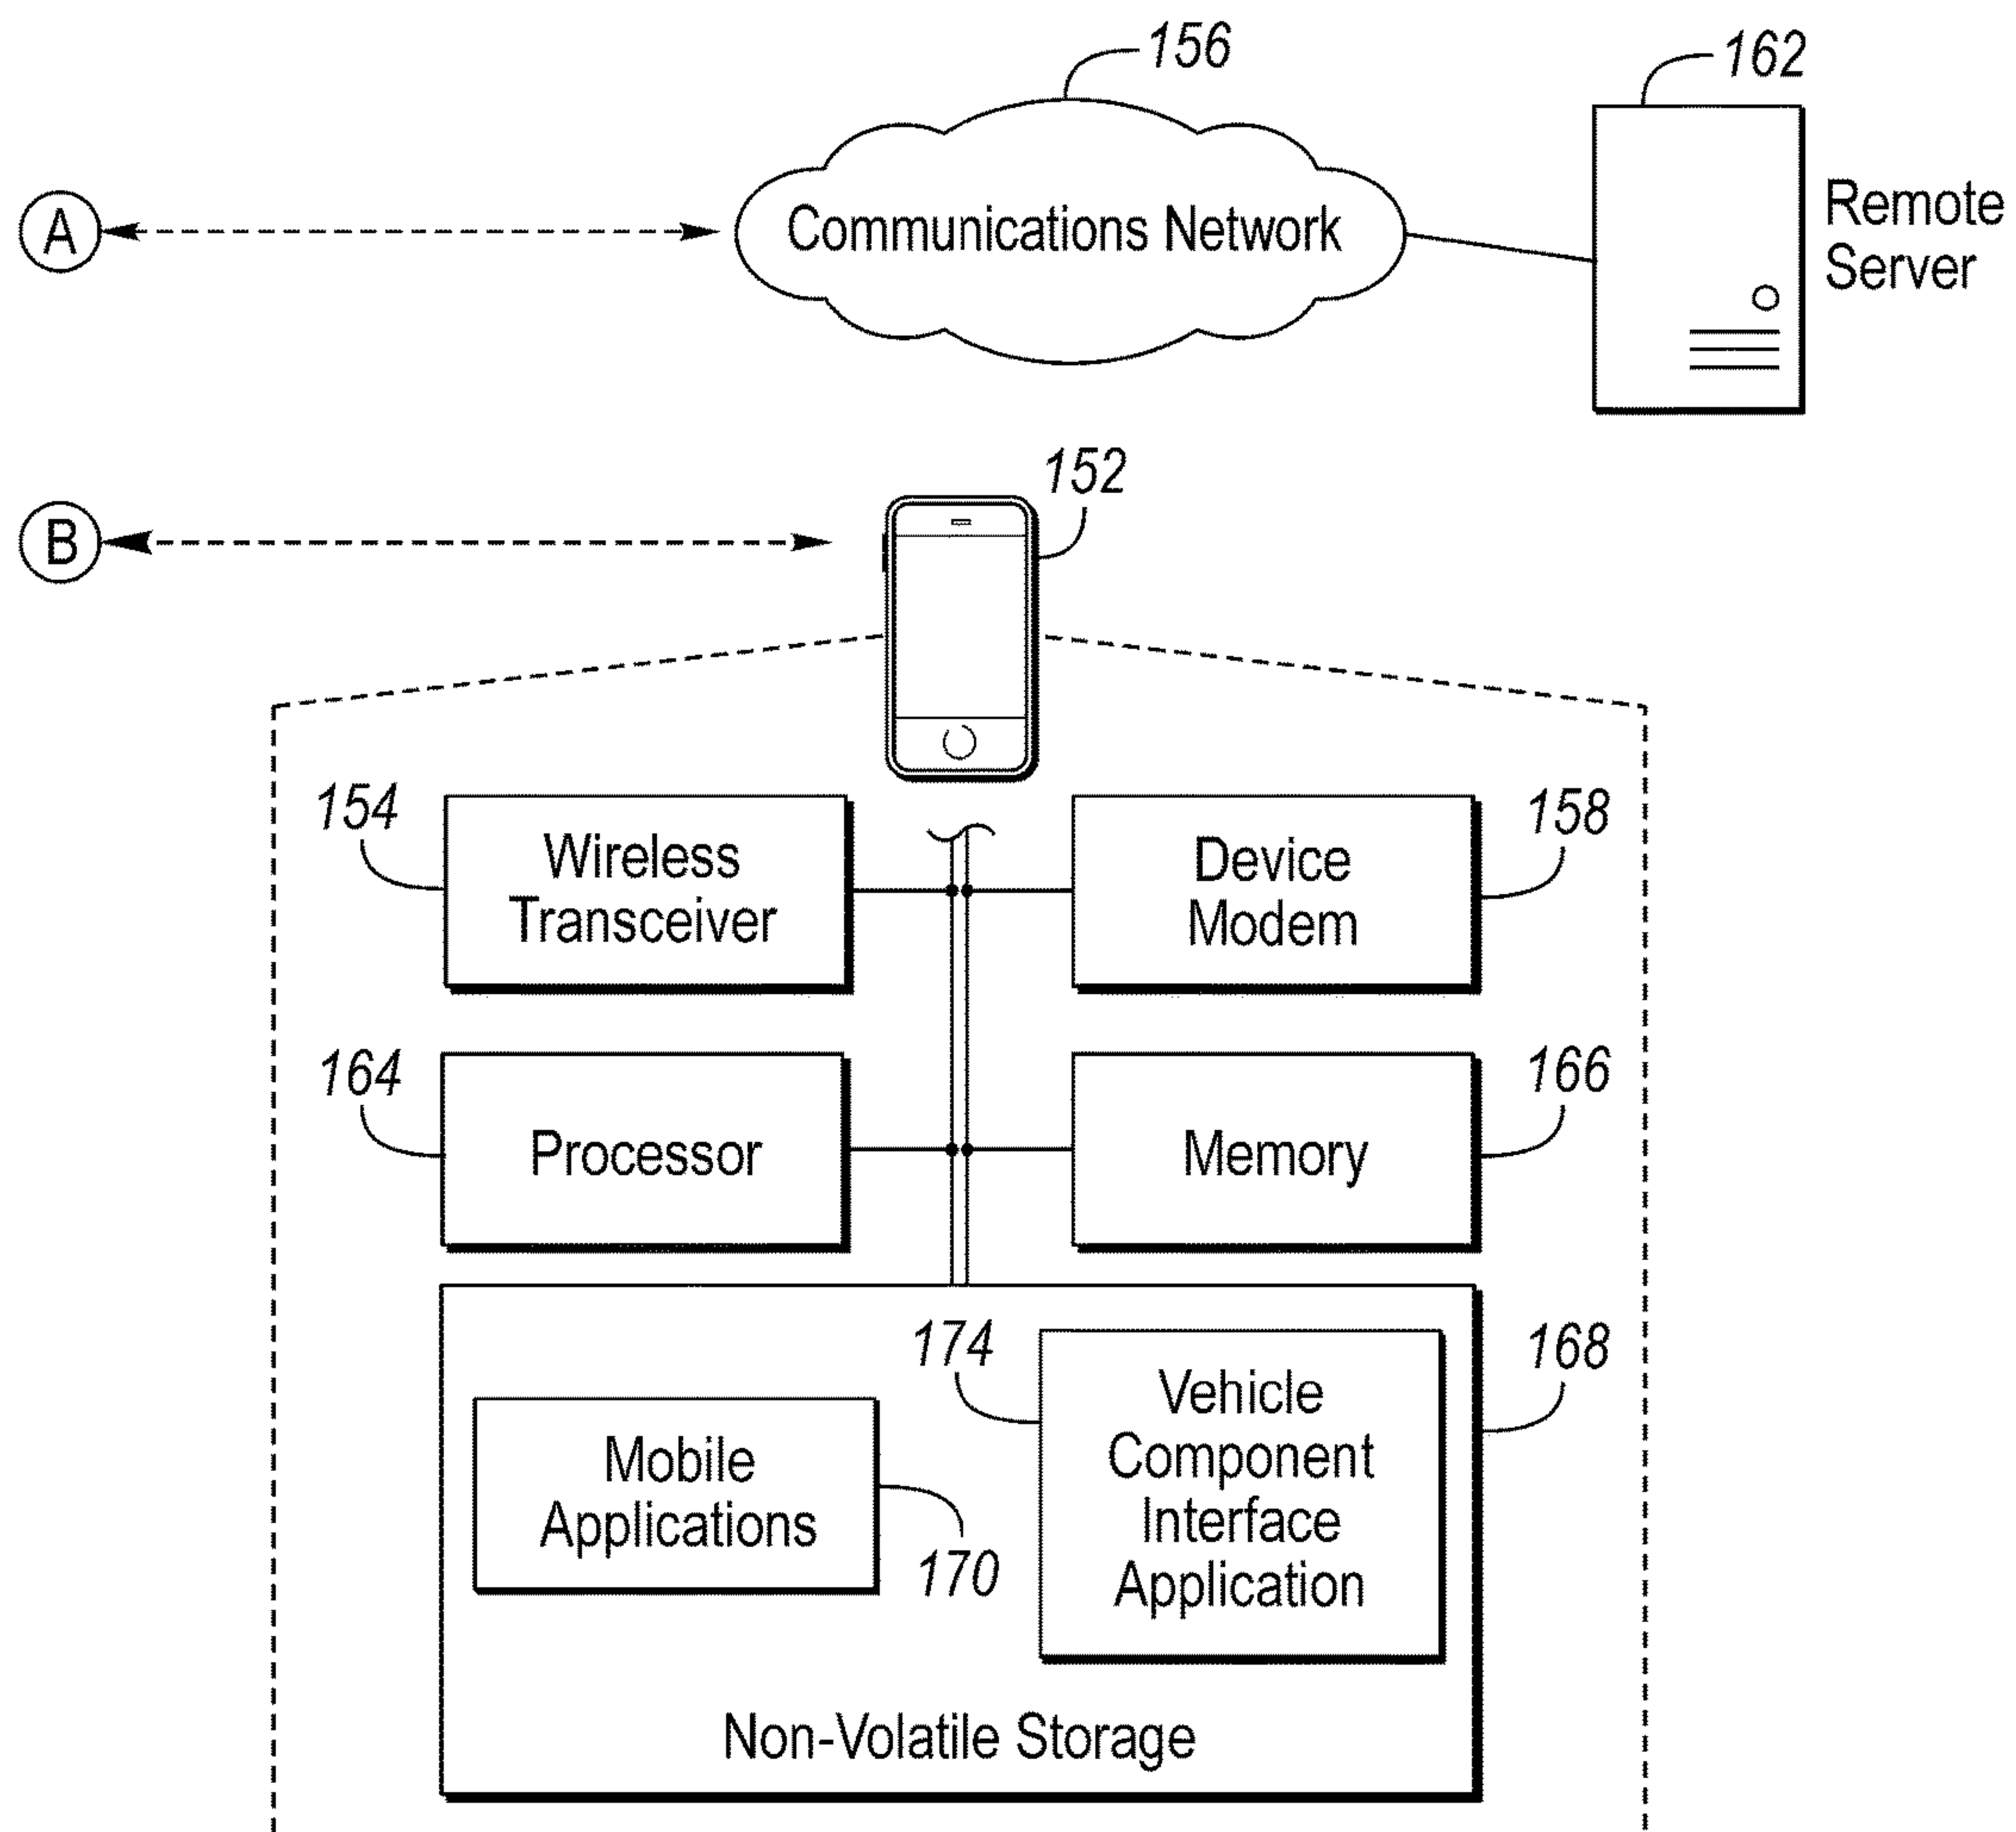 156
162
A
Communications Network
Remote
Server
152
B
154
Wireless
Transceiver
158
Device
Modem
164
Processor
166
Memory
174
168
Vehicle
Component
Interface
Application
Mobile
Applications
170
Non-Volatile Storage